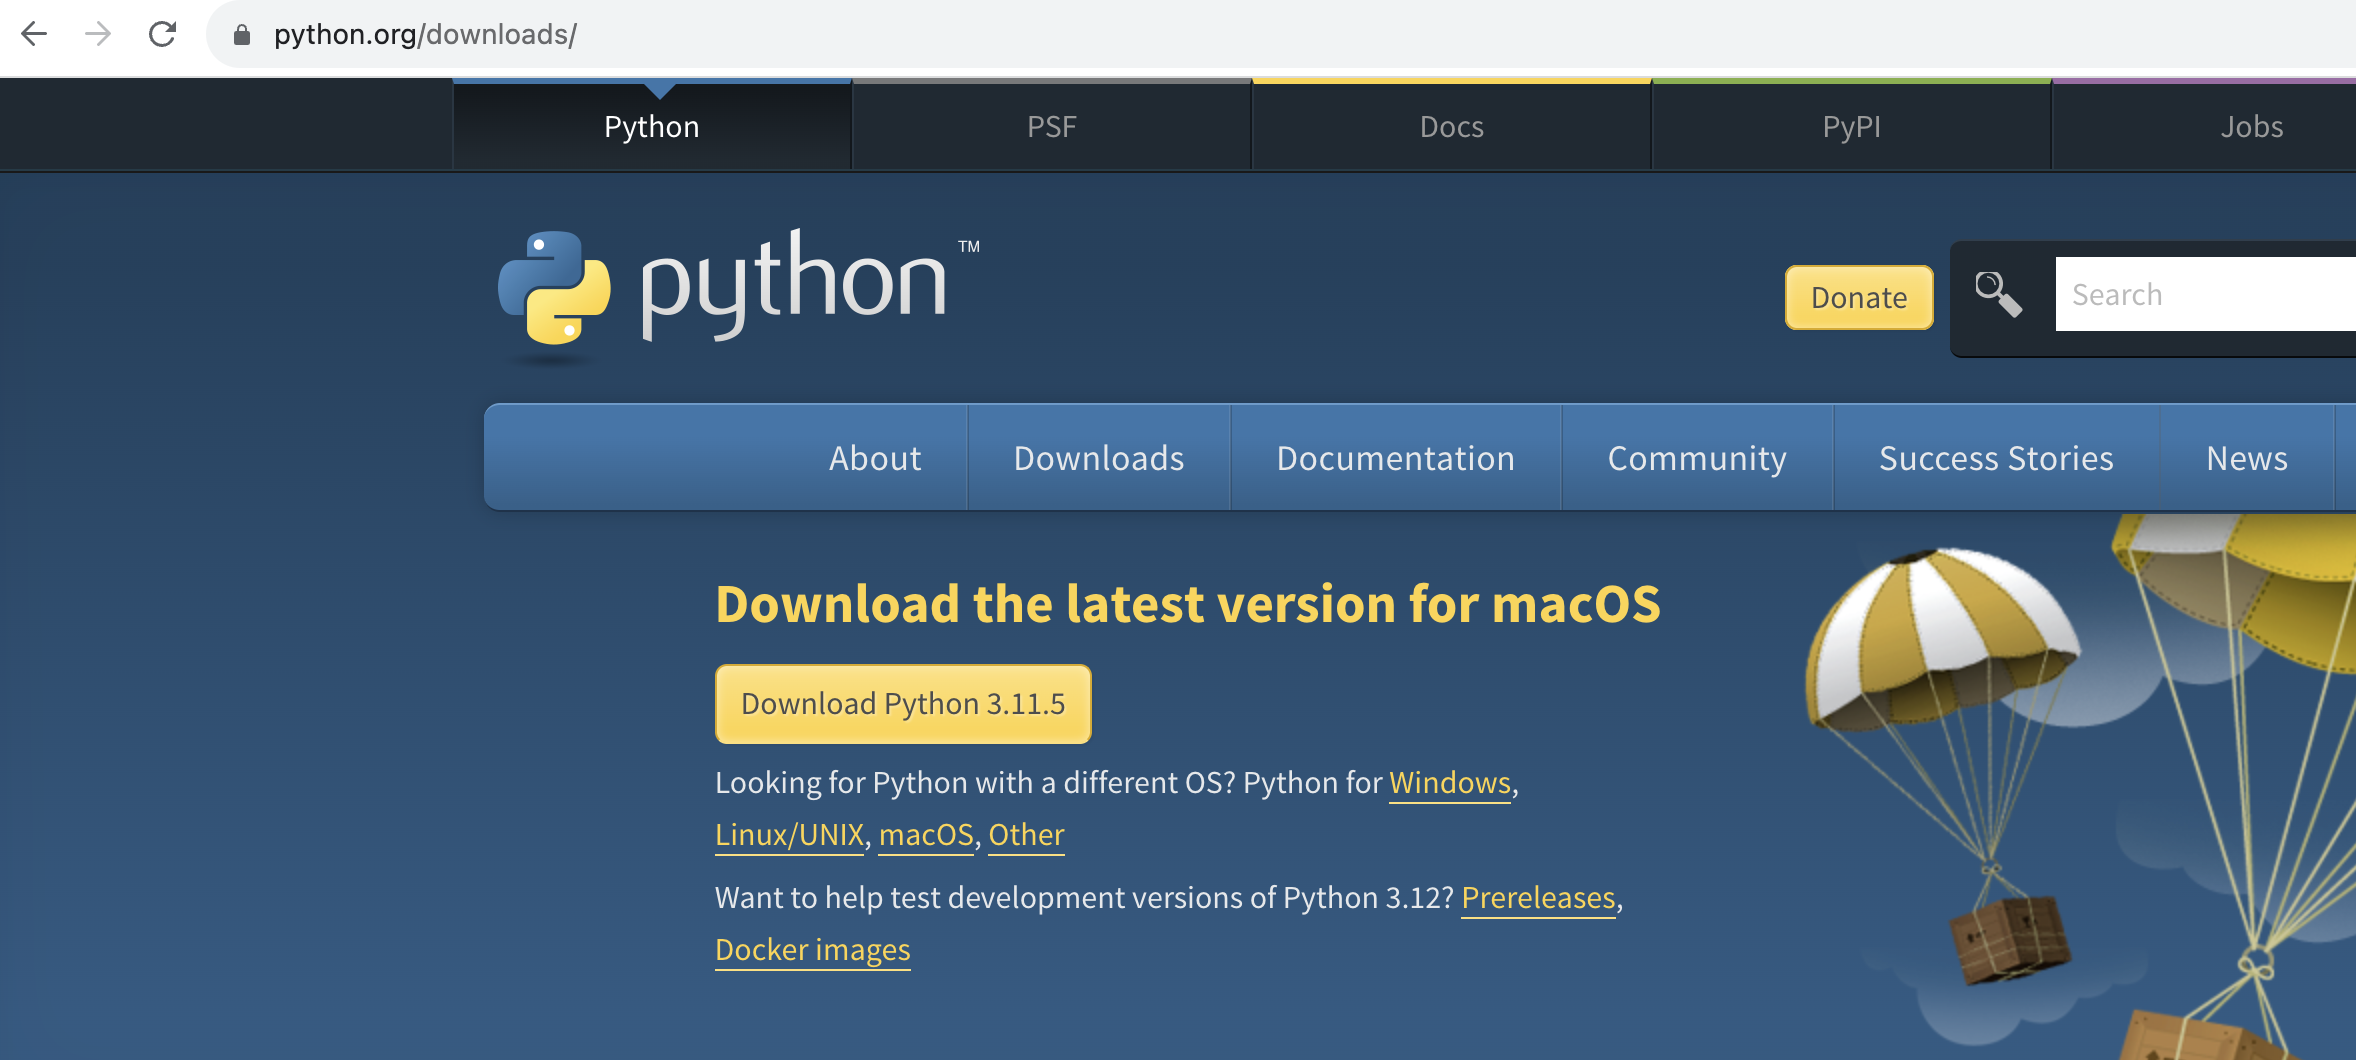 python.org/downloads/
Python PSF Docs PyPI Jobs
python™
Donate
Search
About Downloads Documentation Community Success Stories News
Download the latest version for macOS
Download Python 3.11.5
Looking for Python with a different OS? Python for Windows,
Linux/UNIX, macOS, Other
Want to help test development versions of Python 3.12? Prereleases,
Docker images